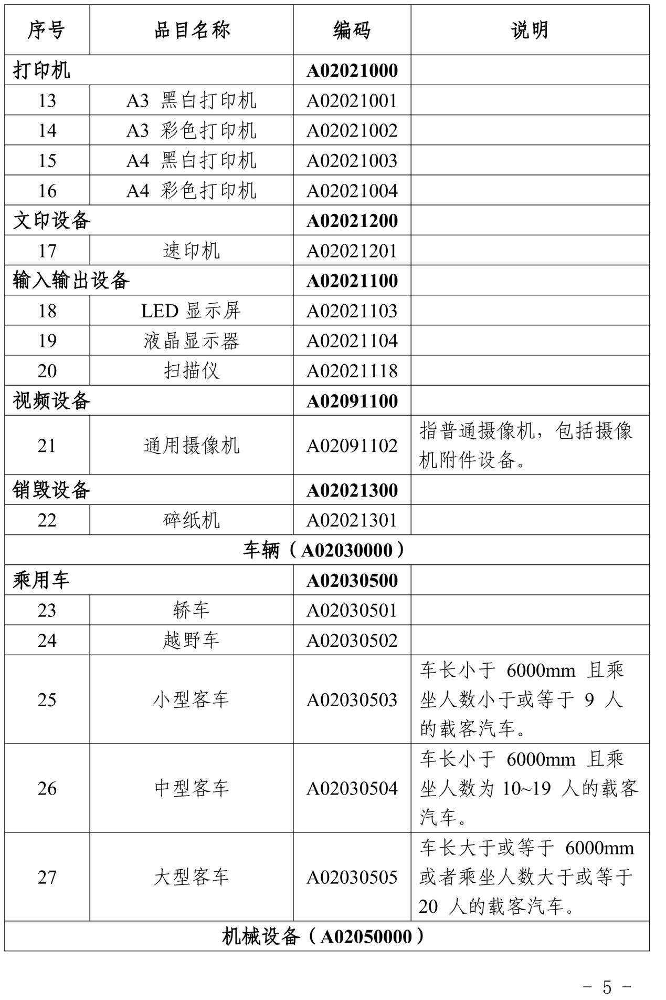 序号 品目名称 编码 说明
打印机 A02021000
13 A3 黑白打印机 A02021001
14 A3 彩色打印机 A02021002
15 A4 黑白打印机 A02021003
16 A4 彩色打印机 A02021004
文印设备 A02021200
17 速印机 A02021201
输入输出设备 A02021100
18 LED 显示屏 A02021103
19 液晶显示器 A02021104
20 扫描仪 A02021118
视频设备 A02091100
21 通用摄像机 A02091102
指普通摄像机，包括摄像
机附件设备。
销毁设备 A02021300
22 碎纸机 A02021301
车辆（A02030000）
乘用车 A02030500
23 轿车 A02030501
24 越野车 A02030502
25 小型客车 A02030503
车长小于 6000mm 且乘
坐人数小于或等于 9 人
的载客汽车。
26 中型客车 A02030504
车长小于 6000mm 且乘
坐人数为 10~19 人的载客
汽车。
27 大型客车 A02030505
车长大于或等于 6000mm
或者乘坐人数大于或等于
20 人的载客汽车。
机械设备（A02050000）
- 5 -